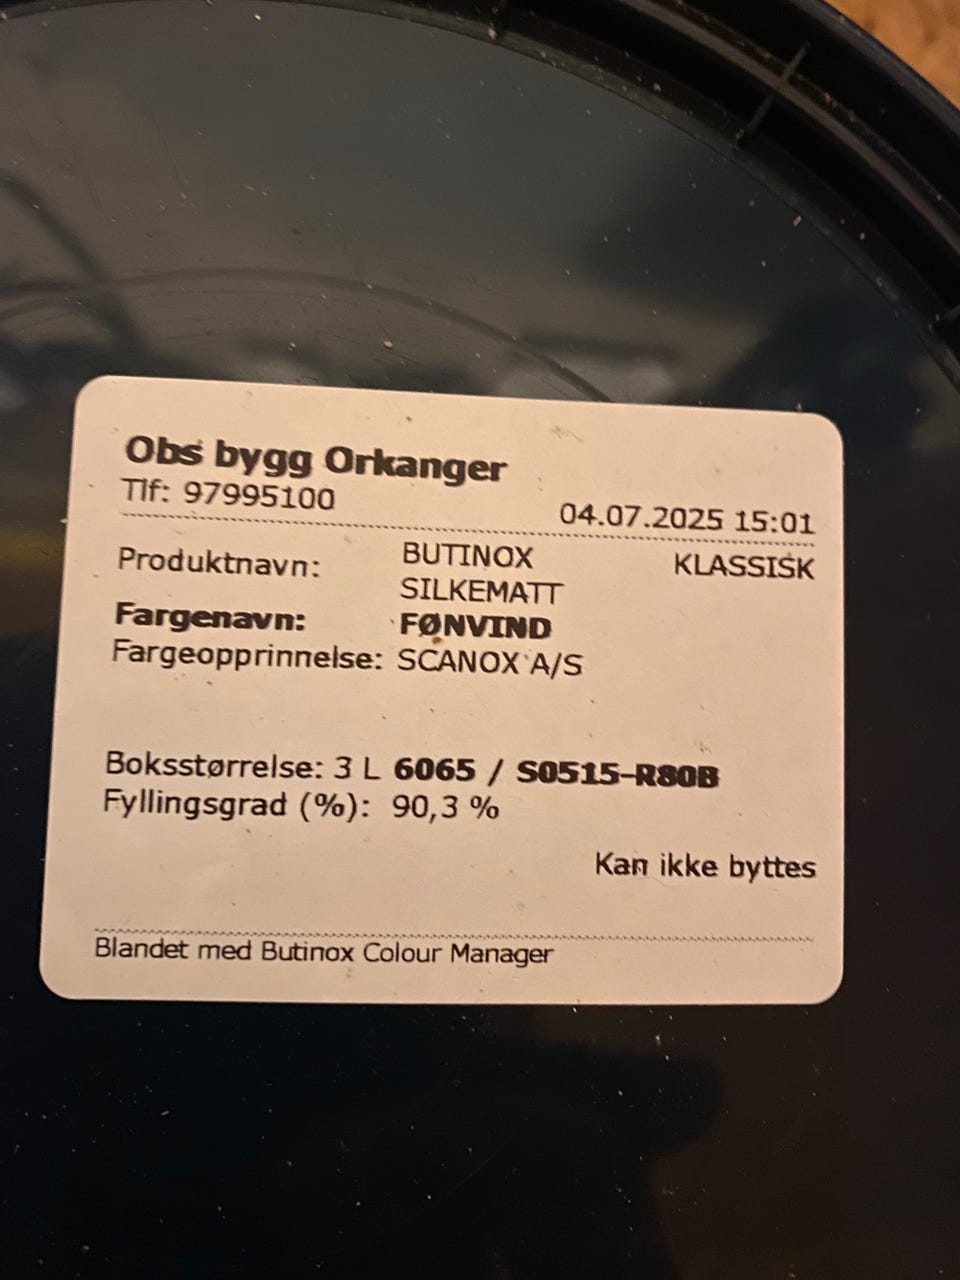 Obs bygg Orkanger
Tlf: 97995100 04.07.2025 15:01
Produktnavn: BUTINOX KLASSISK
SILKEMATT
Fargenavn: FØNVIND
Fargeopprinnelse: SCANOX A/S
Boksstørrelse: 3 L 6065 / S0515-R80B
Fyllingsgrad (%): 90,3 %
Kan ikke byttes
Blandet med Butinox Colour Manager